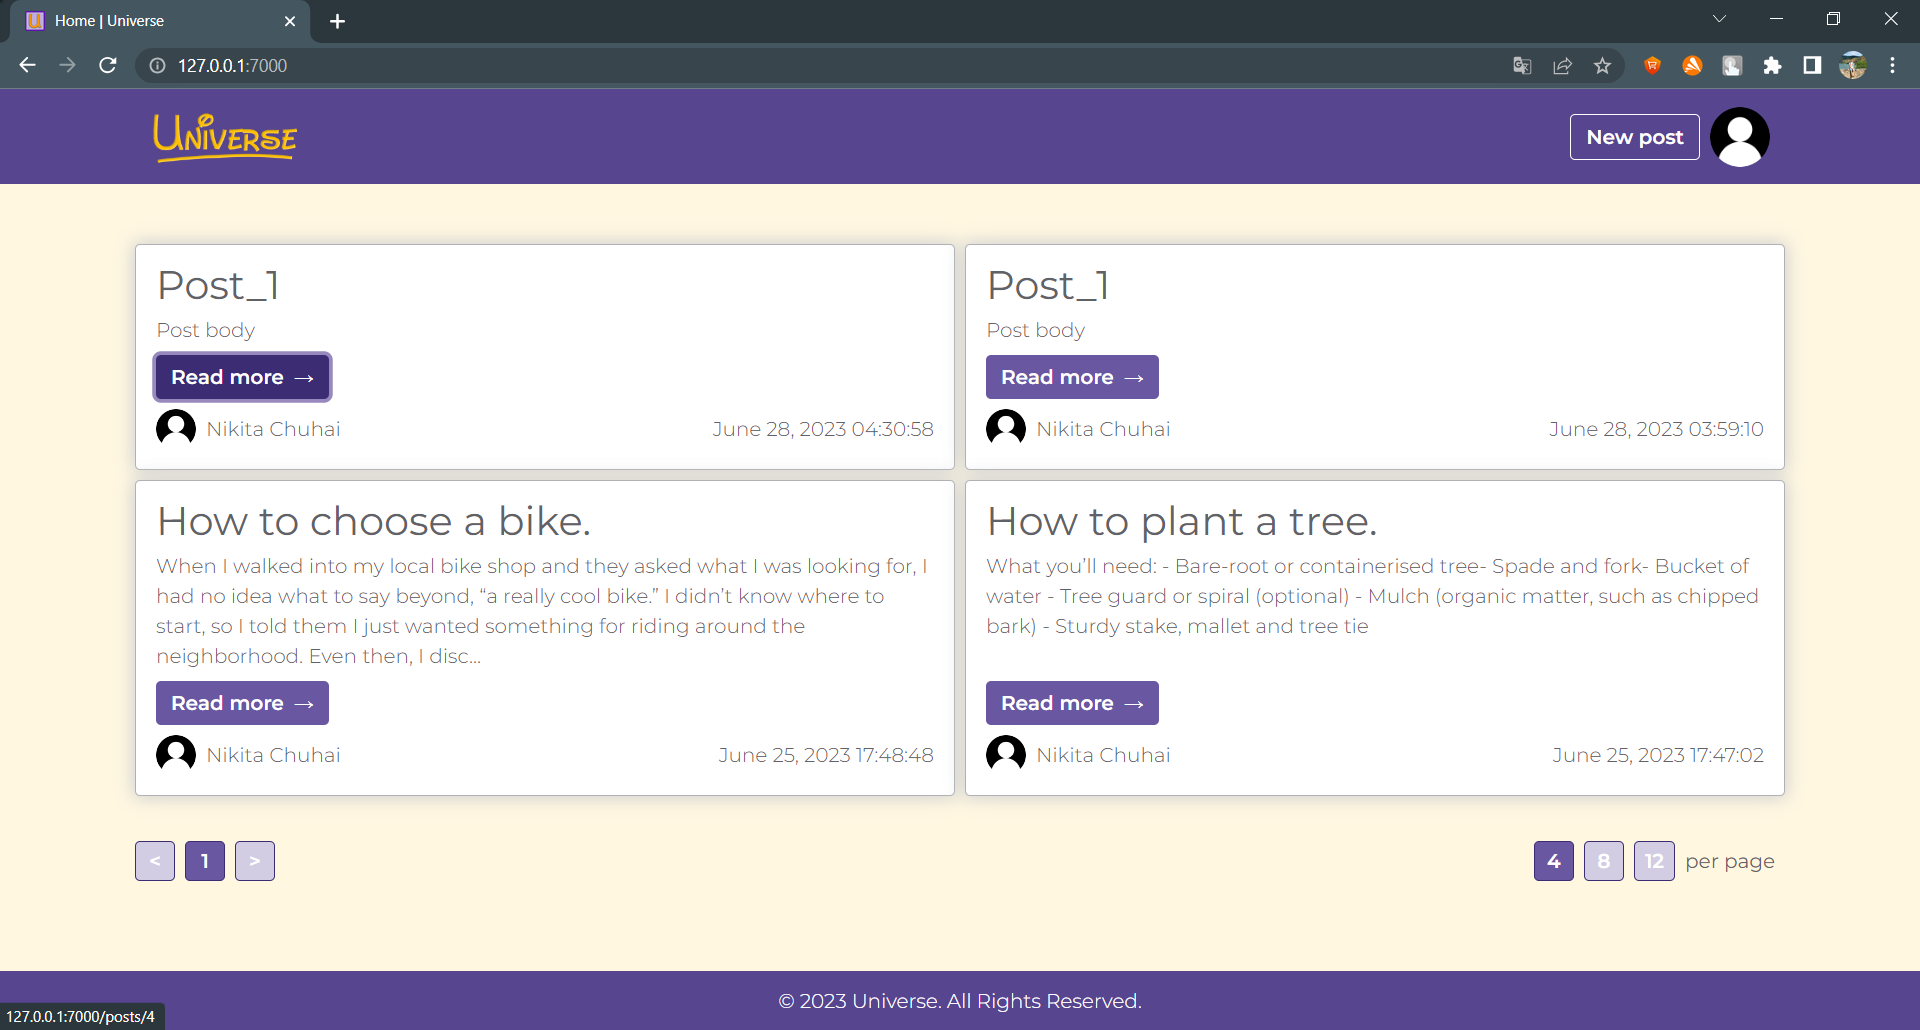 Home | Universe
127.0.0.1:7000
UNIVERSE
New post
Post_1
Post body
Read more →
Nikita Chuhai
June 28, 2023 04:30:58
Post_1
Post body
Read more →
Nikita Chuhai
June 28, 2023 03:59:10
How to choose a bike.
When I walked into my local bike shop and they asked what I was looking for, I
had no idea what to say beyond, “a really cool bike.” I didn’t know where to
start, so I told them I just wanted something for riding around the
neighborhood. Even then, I disc...
Read more →
Nikita Chuhai
June 25, 2023 17:48:48
How to plant a tree.
What you’ll need: - Bare-root or containerised tree- Spade and fork- Bucket of
water - Tree guard or spiral (optional) - Mulch (organic matter, such as chipped
bark) - Sturdy stake, mallet and tree tie
Read more →
Nikita Chuhai
June 25, 2023 17:47:02
< 1 >
4 8 12 per page
© 2023 Universe. All Rights Reserved.
127.0.0.1:7000/posts/4